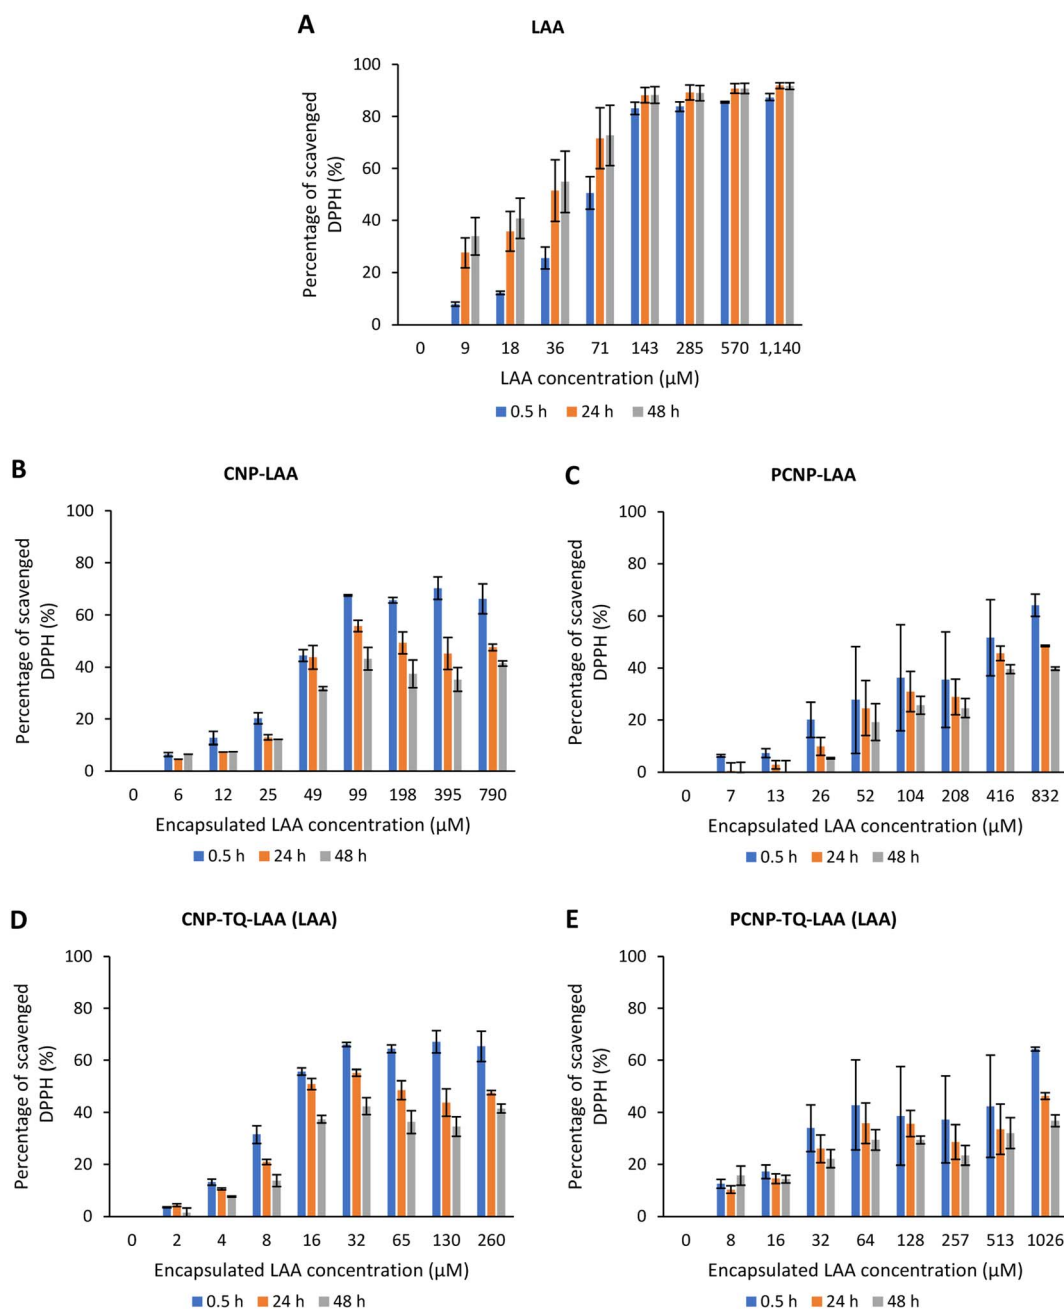 A
LAA
Percentage of scavenged
DPPH (%)
100
80
60
40
20
0
0 9 18 36 71 143 285 570 1,140
LAA concentration (µM)
0.5 h 24 h 48 h
B
CNP-LAA
Percentage of scavenged
DPPH (%)
100
80
60
40
20
0
0 6 12 25 49 99 198 395 790
Encapsulated LAA concentration (µM)
0.5 h 24 h 48 h
C
PCNP-LAA
Percentage of scavenged
DPPH (%)
100
80
60
40
20
0
0 7 13 26 52 104 208 416 832
Encapsulated LAA concentration (µM)
0.5 h 24 h 48 h
D
CNP-TQ-LAA (LAA)
Percentage of scavenged
DPPH (%)
100
80
60
40
20
0
0 2 4 8 16 32 65 130 260
Encapsulated LAA concentration (µM)
0.5 h 24 h 48 h
E
PCNP-TQ-LAA (LAA)
Percentage of scavenged
DPPH (%)
100
80
60
40
20
0
0 8 16 32 64 128 257 513 1026
Encapsulated LAA concentration (µM)
0.5 h 24 h 48 h